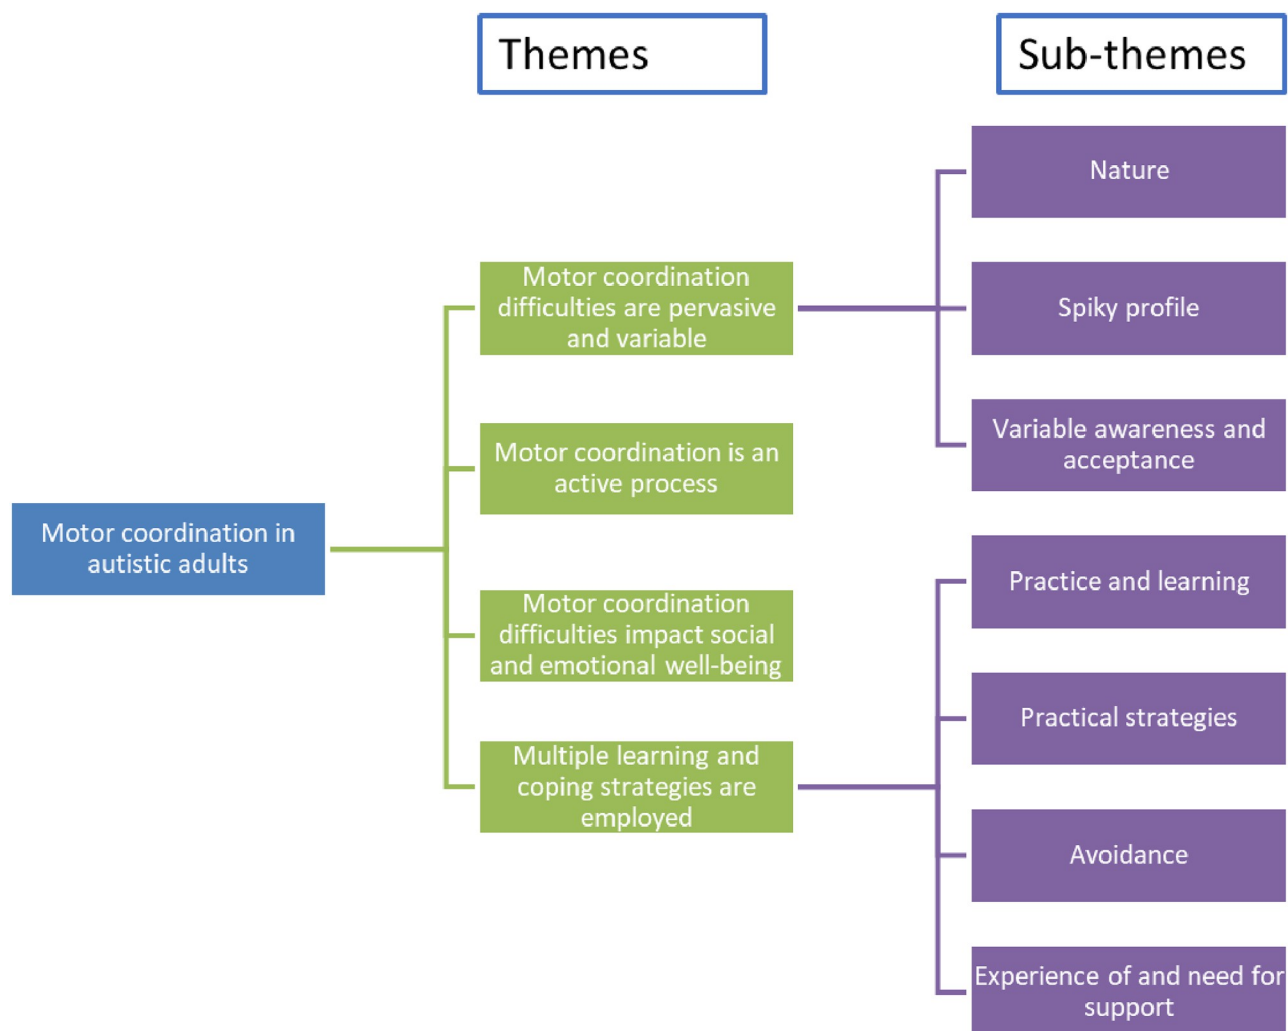 Themes
Sub-themes
Motor coordination in
autistic adults
Motor coordination
difficulties are pervasive
and variable
Motor coordination is an
active process
Motor coordination
difficulties impact social
and emotional well-being
Multiple learning and
coping strategies are
employed
Nature
Spiky profile
Variable awareness and
acceptance
Practice and learning
Practical strategies
Avoidance
Experience of and need for
support